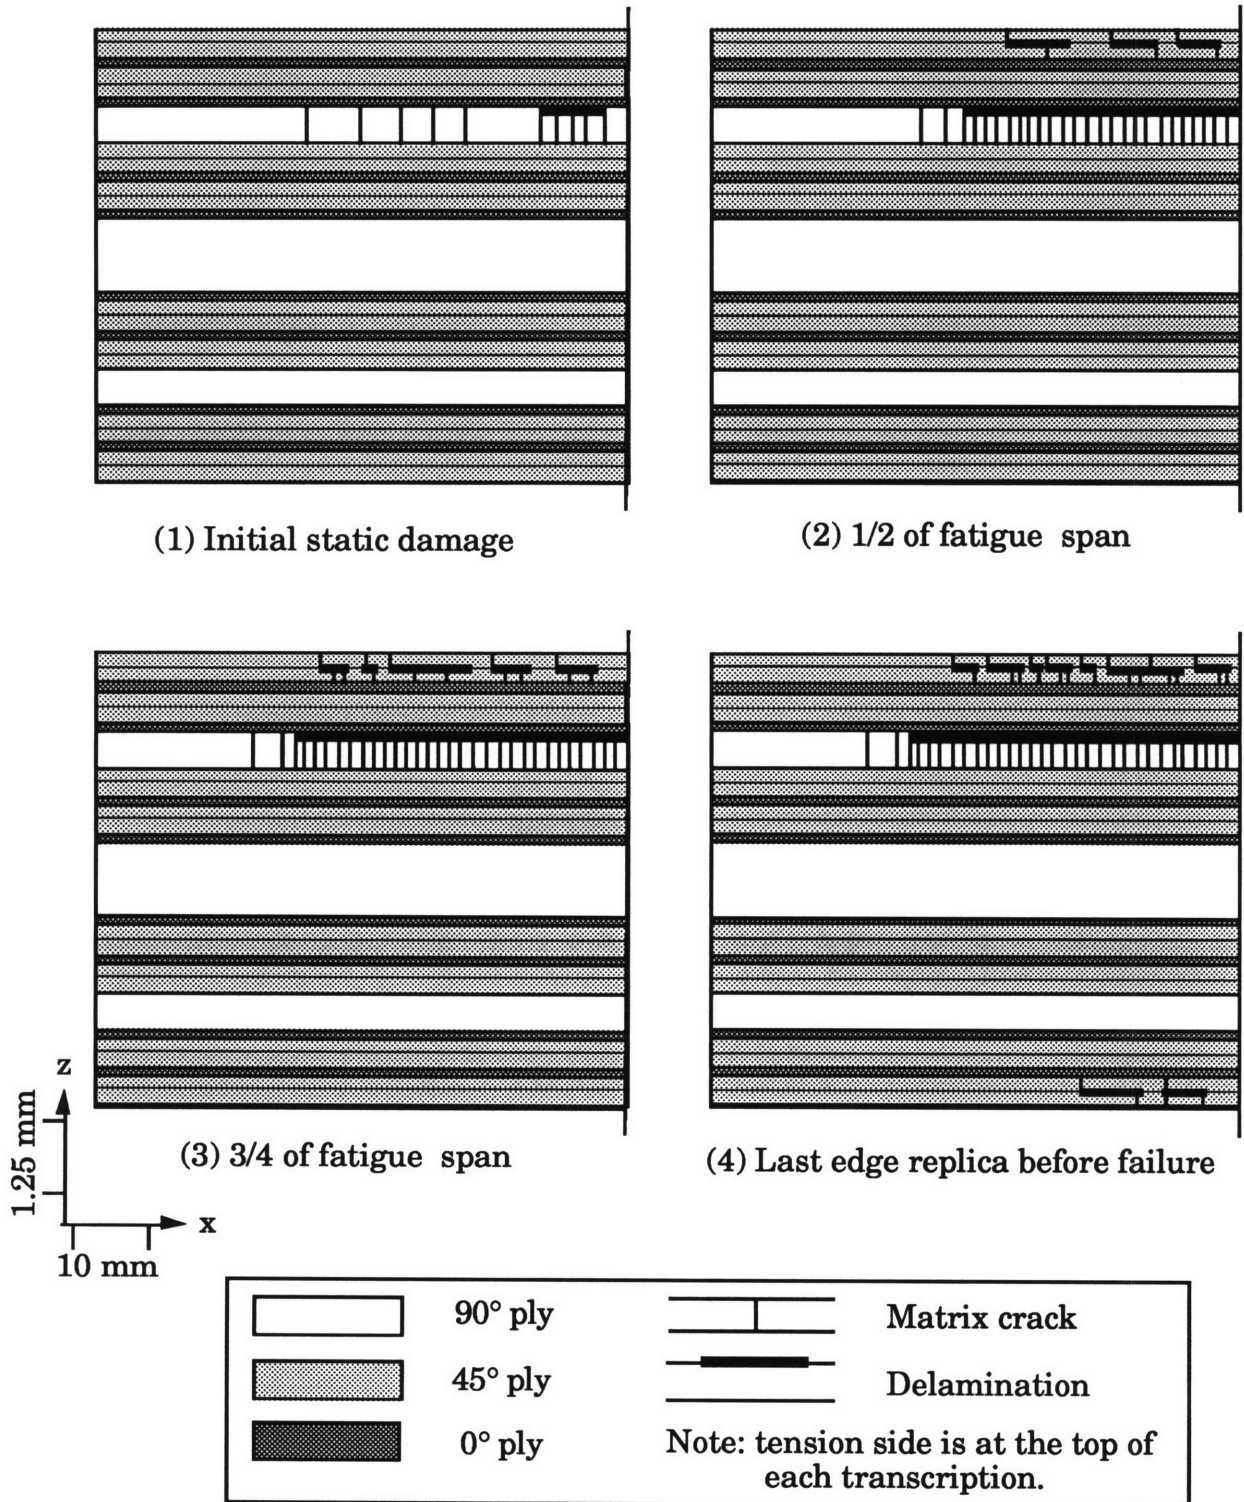 (1) Initial static damage
(2) 1/2 of fatigue span
(3) 3/4 of fatigue span
(4) Last edge replica before failure
z
1.25 mm
x
10 mm
90° ply
Matrix crack
45° ply
Delamination
0° ply
Note: tension side is at the top of
each transcription.